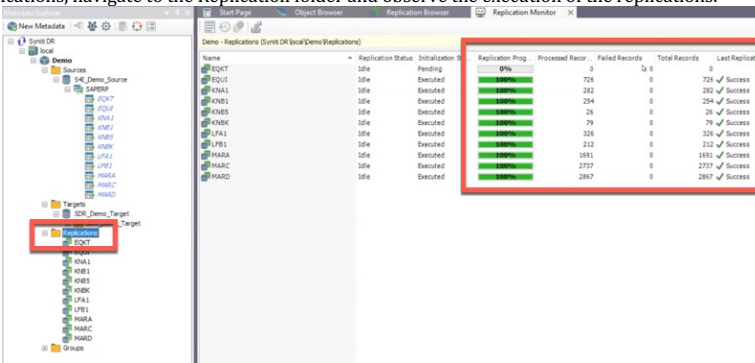 ications, navigate to the Replication folder and observe the execution of the replications.
Start Page Object Browser Replication Browser Replication Monitor
New Metadata
Demo - Replications (Syniti DR\local\Demo\Replications)
Syniti DR
local
Demo
Sources
S4E_Demo_Source
SAPERP
EQKT
EQUI
KNA1
KNB1
KNB5
KNBK
LFA1
LFB1
MARA
MARC
MARD
Targets
SDR_Demo_Target
Target
Replications
EQKT
EQUI
KNA1
KNB1
KNB5
KNBK
LFA1
LFB1
MARA
MARC
MARD
Groups
Name Replication Status Initialization S... Replication Prog... Processed Recor... Failed Records Total Records Last Replicat
EQKT Idle Pending 0% 0 0 0
EQUI Idle Executed 100% 726 0 726 Success
KNA1 Idle Executed 100% 282 0 282 Success
KNB1 Idle Executed 100% 254 0 254 Success
KNB5 Idle Executed 100% 26 0 26 Success
KNBK Idle Executed 100% 79 0 79 Success
LFA1 Idle Executed 100% 326 0 326 Success
LFB1 Idle Executed 100% 212 0 212 Success
MARA Idle Executed 100% 1691 0 1691 Success
MARC Idle Executed 100% 2737 0 2737 Success
MARD Idle Executed 100% 2867 0 2867 Success